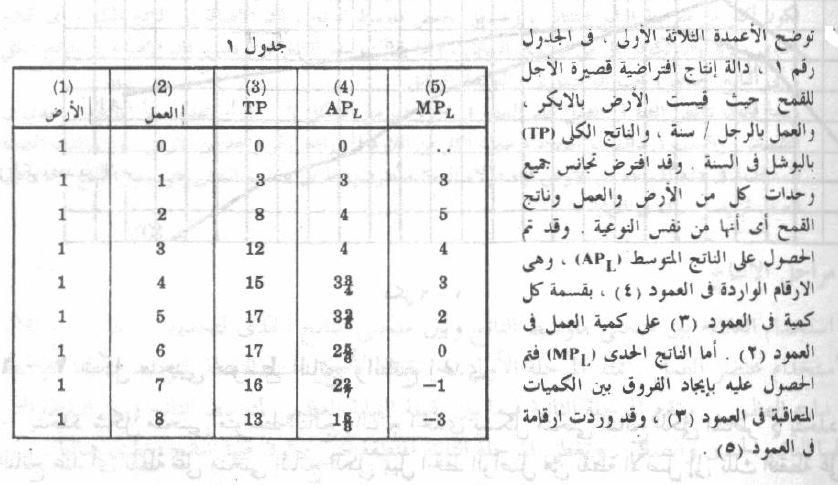 توضح الأعمدة الثلاثة الأولى ، فى الجدول
رقم ١ ، دالة إنتاج افتراضية قصيرة الأجل
للقمح حيث قيست الأرض بالايكر ،
والعمل بالرجل / سنة ، والناتج الكلى (TP)
بالبوشل فى السنة . وقد افترض تجانس جميع
رحدات كل من الأرض والعمل وناتج
القمح أى أنها من نفس النوعية . وقد تم
الحصول على الناتج المتوسط (APL) ، وهى
الارقام الواردة فى العمود (٤) ، بقسمة كل
كمية فى العمود (٣) على كمية العمل فى
العمود (٢) . أما الناتج الحدى (MPL) فتم
الحصول عليه بإيجاد الفروق بين الكميات
المتعاقبة فى العمود (٣) ، وقد وردت ارقامة
فى العمود (٥) .
جدول ١
(1) (2) (3) (4) (5)
الأرض العمل TP APL MPL
1 0 0 0 ..
1 1 3 3 3
1 2 8 4 5
1 3 12 4 4
1 4 15 3¾ 3
1 5 17 3⅖ 2
1 6 17 2⅚ 0
1 7 16 2 2/7 −1
1 8 13 1⅝ −3